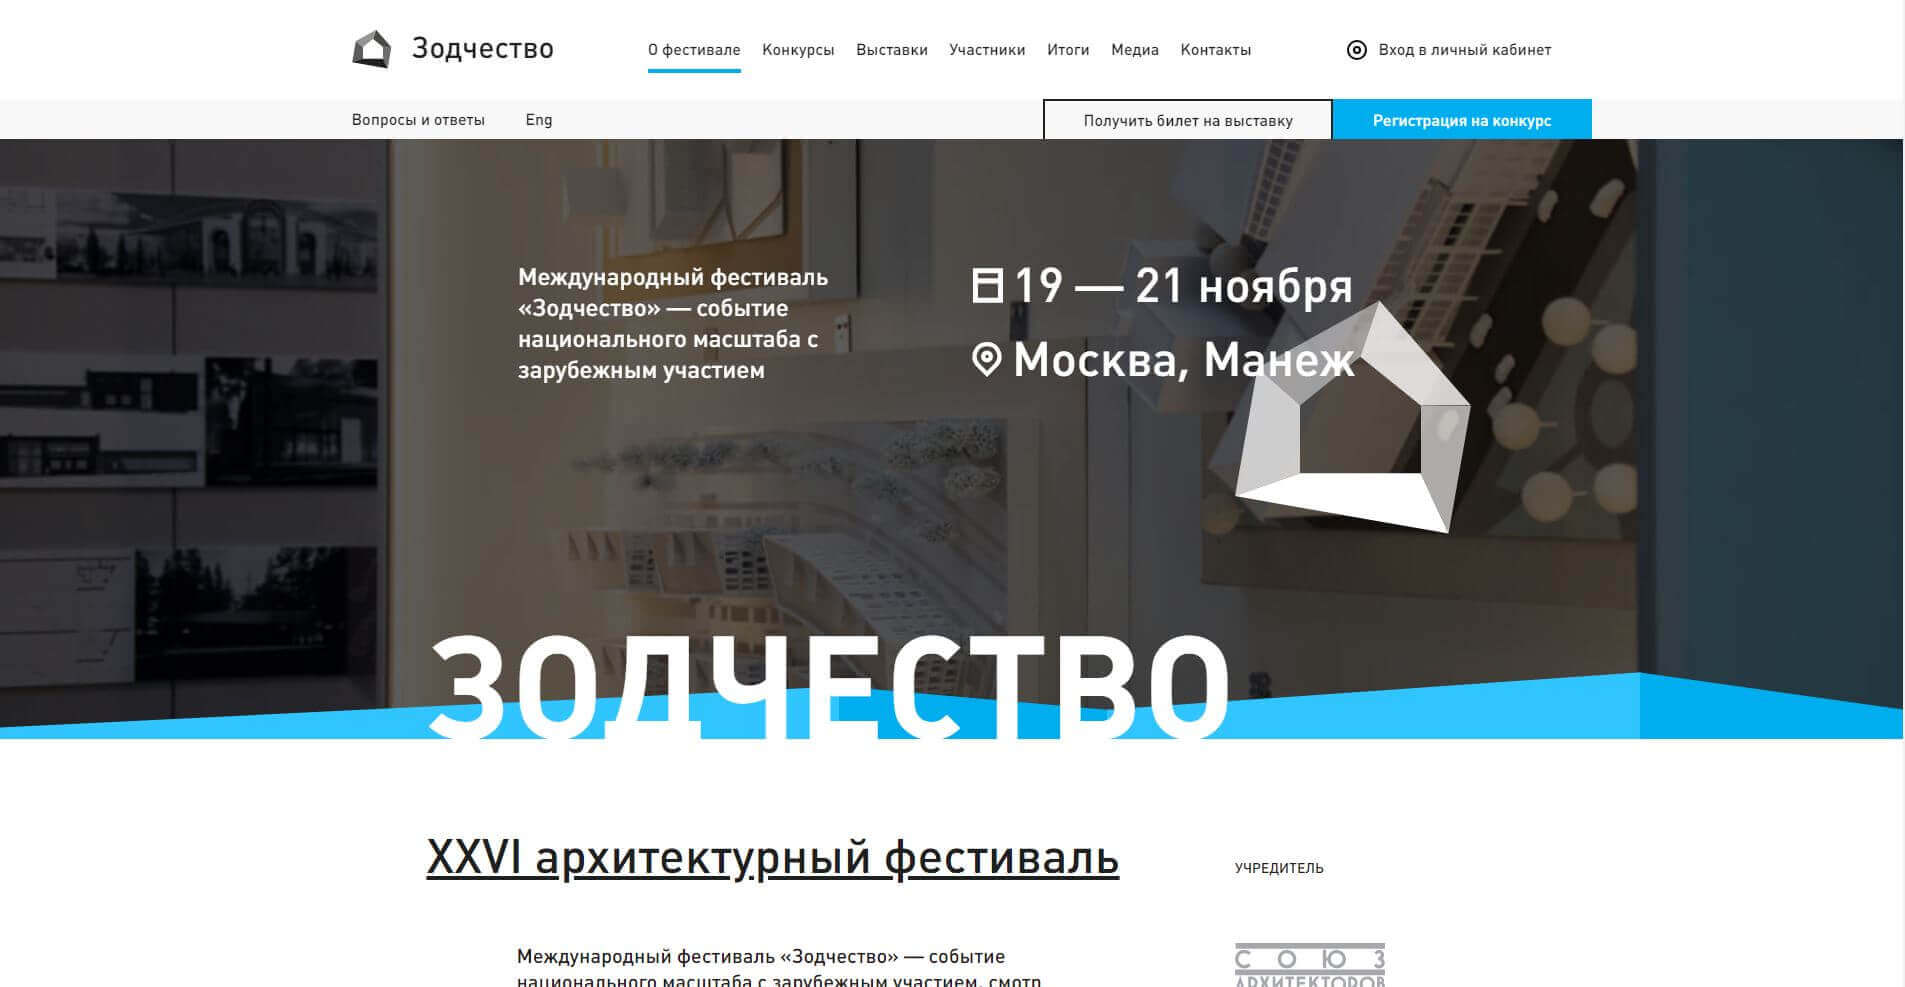 Зодчество
О фестивале Конкурсы Выставки Участники Итоги Медиа Контакты
Вход в личный кабинет
Вопросы и ответы Eng
Получить билет на выставку
Регистрация на конкурс
Международный фестиваль
«Зодчество» — событие
национального масштаба с
зарубежным участием
19 — 21 ноября
Москва, Манеж
ЗОДЧЕСТВО
XXVI архитектурный фестиваль
УЧРЕДИТЕЛЬ
Международный фестиваль «Зодчество» — событие
национального масштаба с зарубежным участием, смотр
СОЮЗ
АРХИТЕКТОРОВ